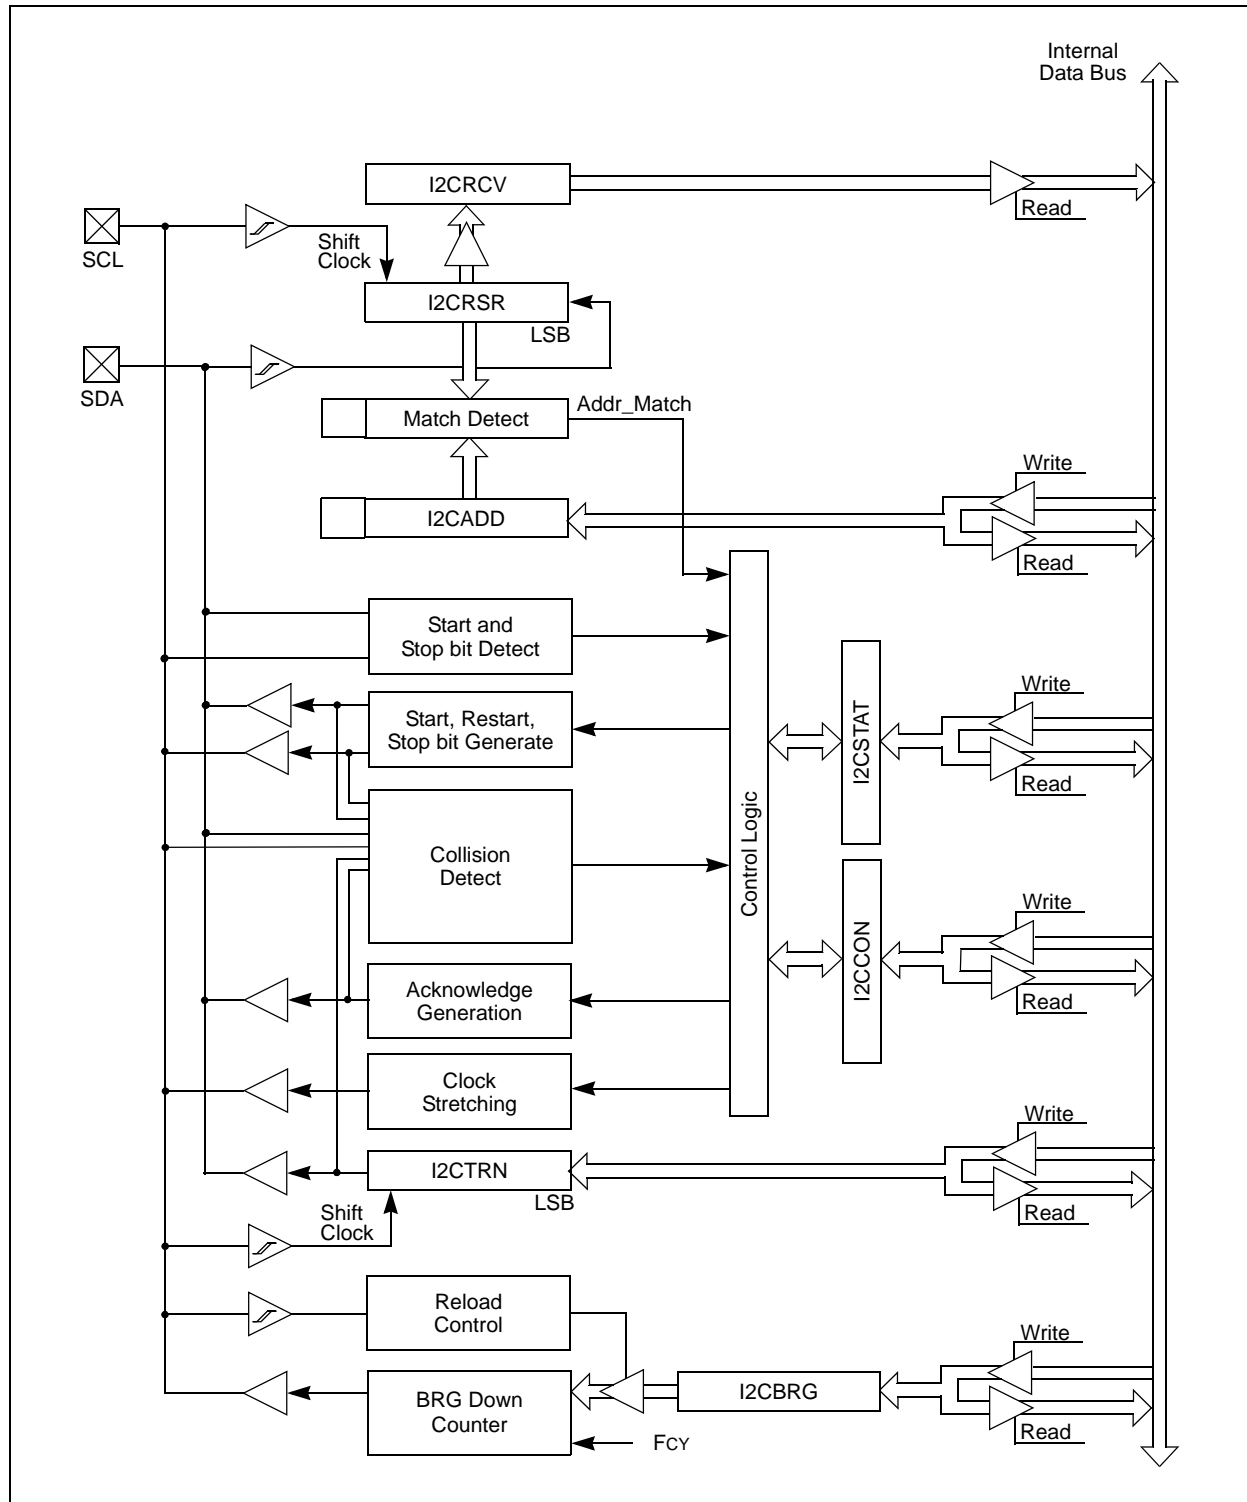 Internal
Data Bus
I2CRCV
Read
SCL
Shift
Clock
I2CRSR
LSB
SDA
Addr_Match
Match Detect
Write
I2CADD
Read
Start and
Stop bit Detect
Write
Start, Restart,
Stop bit Generate
I2CSTAT
Read
Control Logic
Collision
Detect
Write
I2CCON
Acknowledge
Generation
Read
Clock
Stretching
Write
I2CTRN
LSB
Shift
Clock
Read
Reload
Control
Write
I2CBRG
BRG Down
Counter
Read
FCY